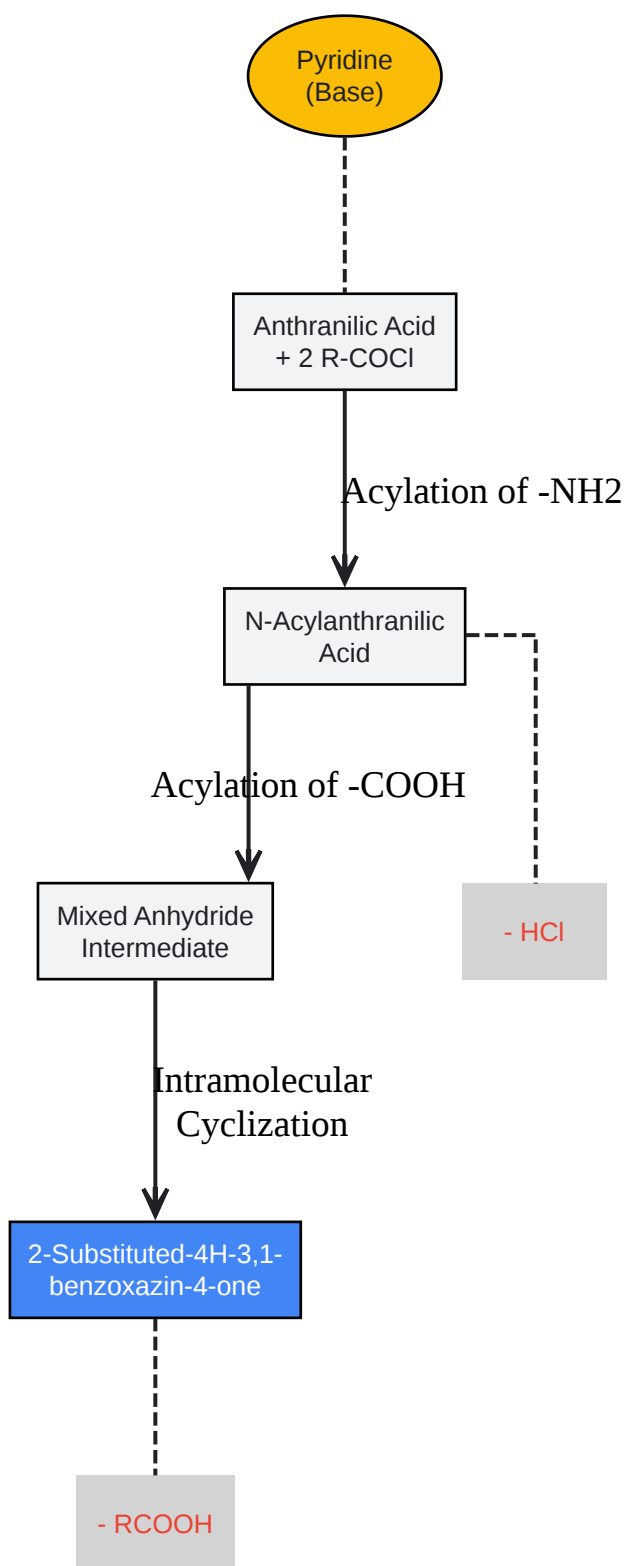 Pyridine
(Base)
Anthranilic Acid
+ 2 R-COCl
Acylation of -NH2
N-Acylanthranilic
Acid
Acylation of -COOH
Mixed Anhydride
Intermediate
- HCl
Intramolecular
Cyclization
2-Substituted-4H-3,1-
benzoxazin-4-one
- RCOOH